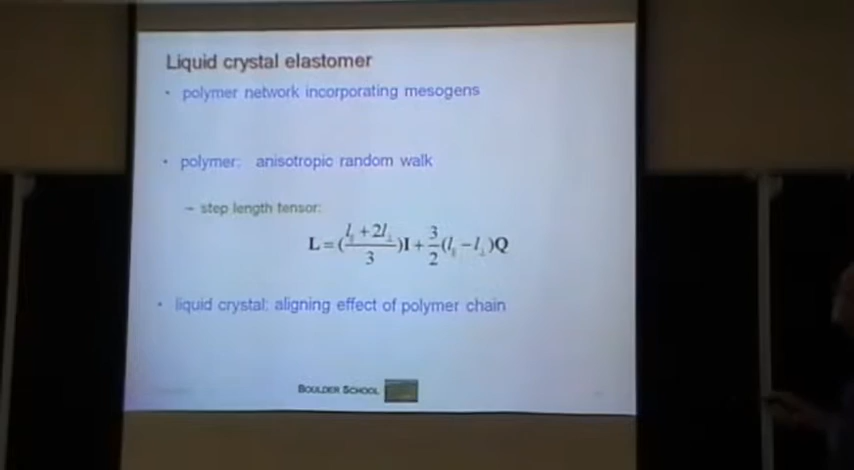 Liquid crystal elastomer
• polymer network incorporating mesogens
• polymer: anisotropic random walk
– step length tensor:
L = (l∥ + 2l⊥ / 3)I + 3/2 (l∥ − l⊥)Q
• liquid crystal: aligning effect of polymer chain
BOULDER SCHOOL